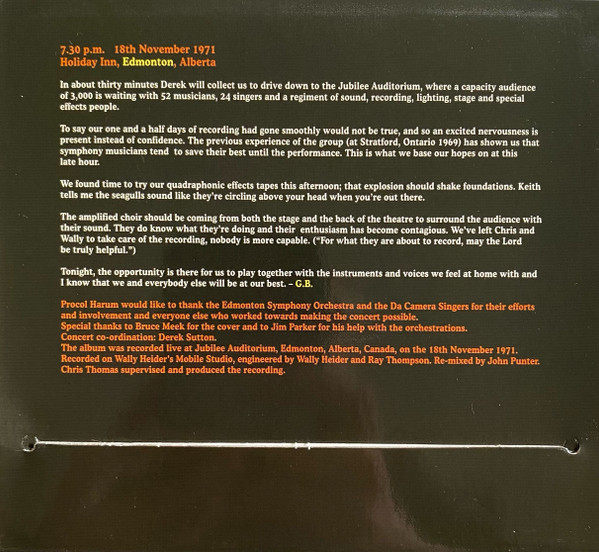 7.30 p.m. 18th November 1971
Holiday Inn, Edmonton, Alberta
In about thirty minutes Derek will collect us to drive down to the Jubilee Auditorium, where a capacity audience
of 3,000 is waiting with 52 musicians, 24 singers and a regiment of sound, recording, lighting, stage and special
effects people.
To say our one and a half days of recording had gone smoothly would not be true, and so an excited nervousness is
present instead of confidence. The previous experience of the group (at Stratford, Ontario 1969) has shown us that
symphony musicians tend to save their best until the performance. This is what we base our hopes on at this
late hour.
We found time to try our quadraphonic effects tapes this afternoon; that explosion should shake foundations. Keith
tells me the seagulls sound like they're circling above your head when you're out there.
The amplified choir should be coming from both the stage and the back of the theatre to surround the audience with
their sound. They do know what they're doing and their enthusiasm has become contagious. We've left Chris and
Wally to take care of the recording, nobody is more capable. ("For what they are about to record, may the Lord
be truly helpful.")
Tonight, the opportunity is there for us to play together with the instruments and voices we feel at home with and
I know that we and everybody else will be at our best. – G.B.
Procol Harum would like to thank the Edmonton Symphony Orchestra and the Da Camera Singers for their efforts
and involvement and everyone else who worked towards making the concert possible.
Special thanks to Bruce Meek for the cover and to Jim Parker for his help with the orchestrations.
Concert co-ordination: Derek Sutton.
The album was recorded live at Jubilee Auditorium, Edmonton, Alberta, Canada, on the 18th November 1971.
Recorded on Wally Heider's Mobile Studio, engineered by Wally Heider and Ray Thompson. Re-mixed by John Punter.
Chris Thomas supervised and produced the recording.